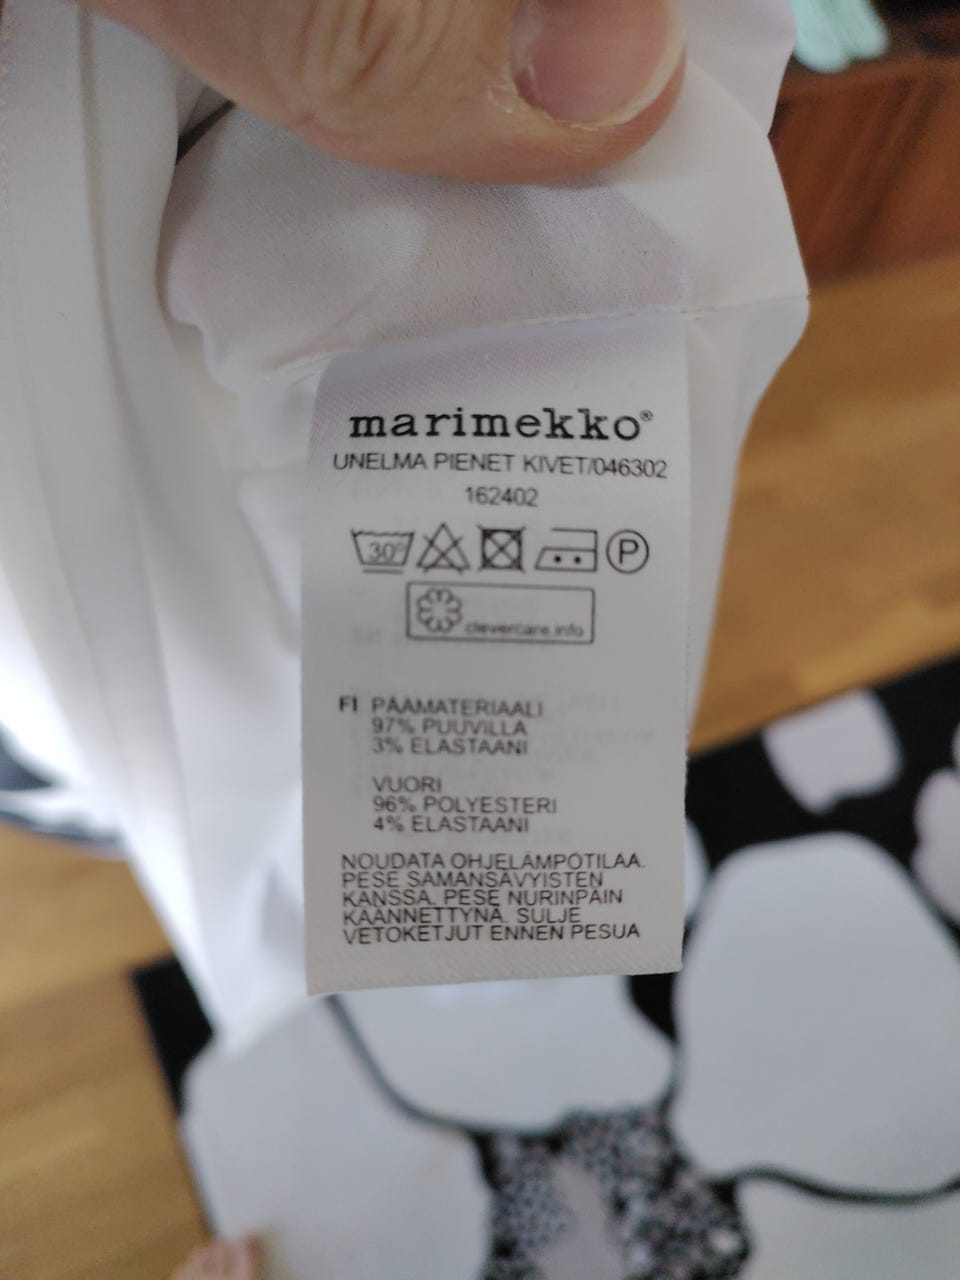 marimekko®
UNELMA PIENET KIVET/046302
162402
30° P
clevercare.info
FI PÄÄMATERIAALI
97% PUUVILLA
3% ELASTAANI
VUORI
96% POLYESTERI
4% ELASTAANI
NOUDATA OHJELÄMPÖTILAA.
PESE SAMANSÄVYISTEN
KANSSA. PESE NURINPÄIN
KÄÄNNETTYNÄ. SULJE
VETOKETJUT ENNEN PESUA